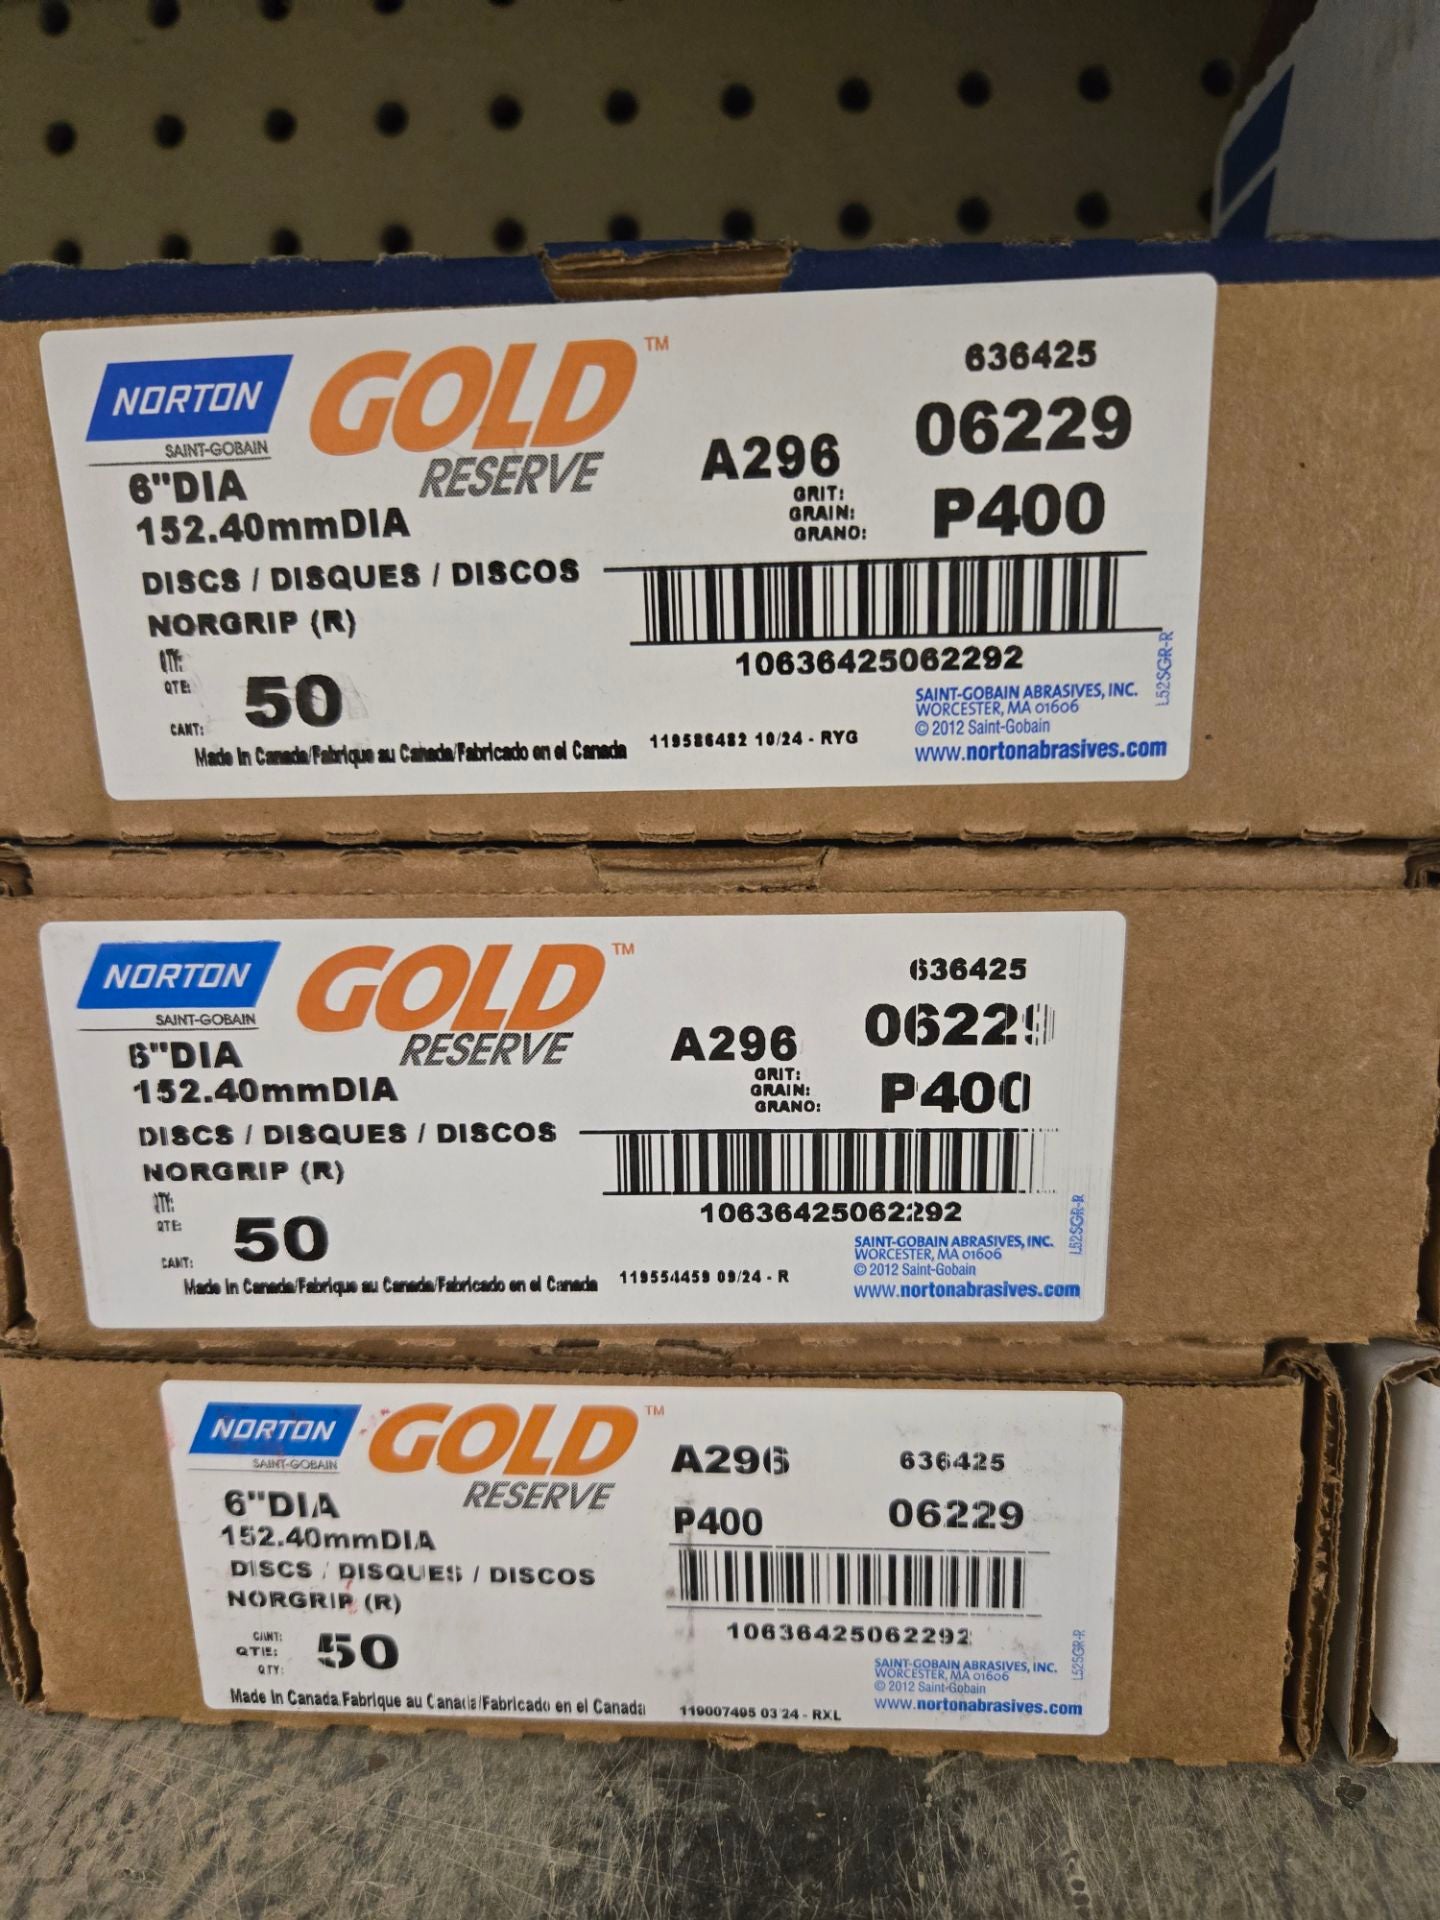 NORTON
SAINT-GOBAIN
GOLD™
RESERVE
6"DIA
152.40mmDIA
DISCS / DISQUES / DISCOS
NORGRIP (R)
QTY:
QTE:
CANT:
50
Made In Canada/Fabrique au Canada/Fabricado en el Canada
636425
A296 06229
GRIT:
GRAIN:
GRANO:
P400
10636425062292
119586482 10/24 - RYG
SAINT-GOBAIN ABRASIVES, INC.
WORCESTER, MA 01606
© 2012 Saint-Gobain
www.nortonabrasives.com
L52SGR-R
NORTON
SAINT-GOBAIN
GOLD™
RESERVE
6"DIA
152.40mmDIA
DISCS / DISQUES / DISCOS
NORGRIP (R)
QTY:
QTE:
CANT:
50
Made In Canada/Fabrique au Canada/Fabricado en el Canada
636425
A296 06229
GRIT:
GRAIN:
GRANO:
P400
10636425062292
119554459 09/24 - R
SAINT-GOBAIN ABRASIVES, INC.
WORCESTER, MA 01606
© 2012 Saint-Gobain
www.nortonabrasives.com
L52SGR-R
NORTON
SAINT-GOBAIN
GOLD™
RESERVE
6"DIA
152.40mmDIA
DISCS / DISQUES / DISCOS
NORGRIP (R)
CANT:
QTE:
QTY:
50
Made In Canada/Fabrique au Canada/Fabricado en el Canada
A296 636425
P400 06229
10636425062292
119007495 03/24 - RXL
SAINT-GOBAIN ABRASIVES, INC.
WORCESTER, MA 01606
© 2012 Saint-Gobain
www.nortonabrasives.com
L52SGR-R